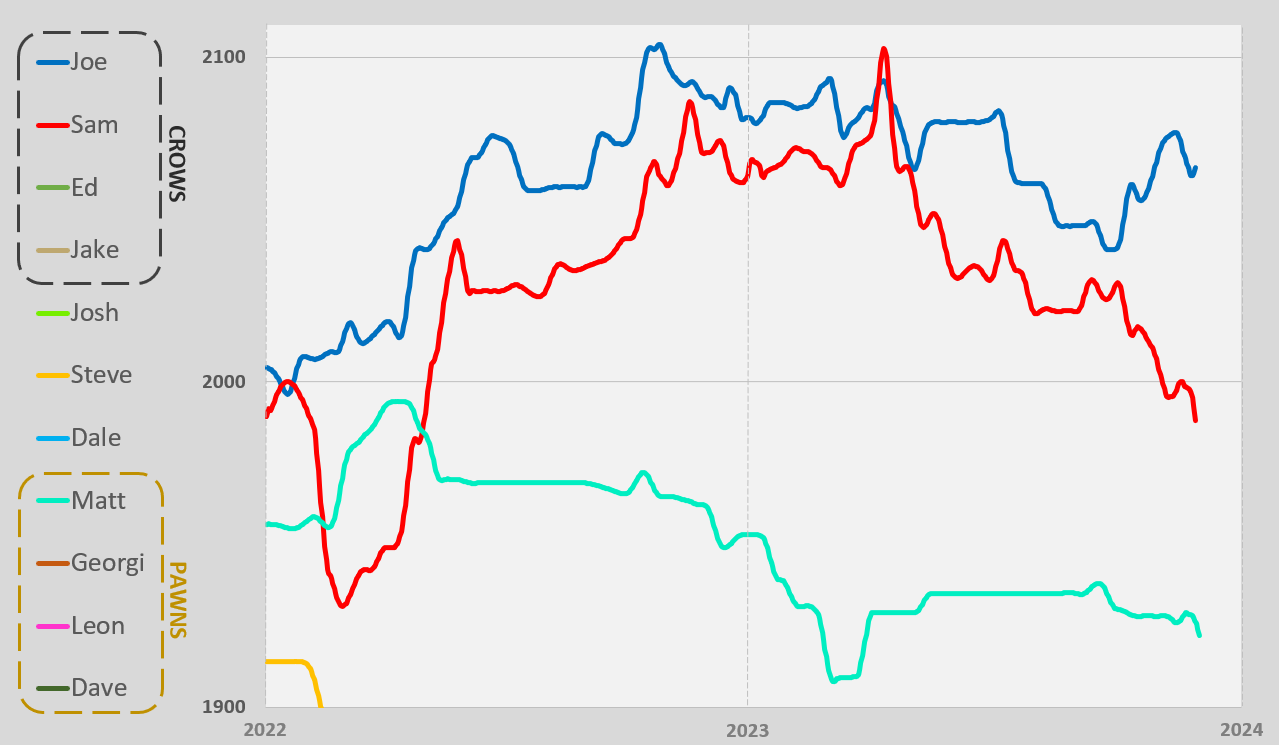 Joe
Sam
Ed
Jake
CROWS
Josh
Steve
Dale
Matt
Georgi
Leon
Dave
PAWNS
2100
2000
1900
2022
2023
2024